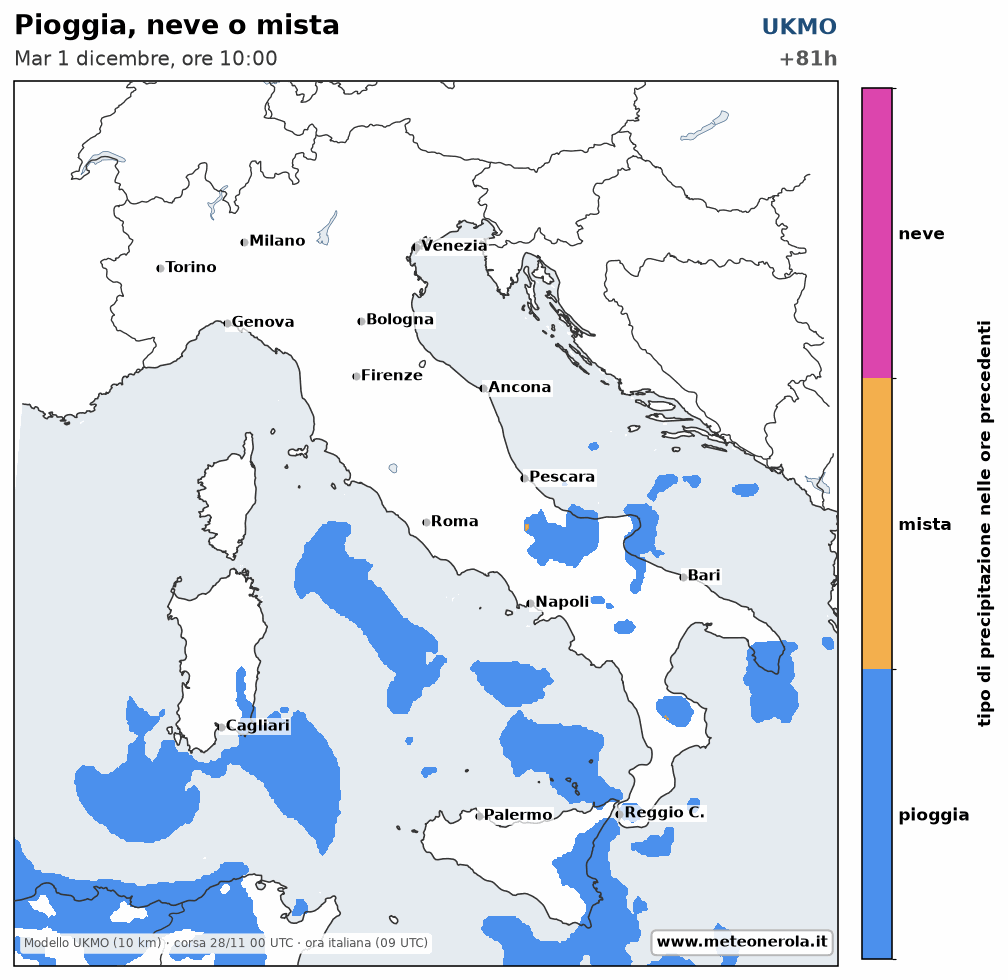 Pioggia, neve o mista
UKMO
Mar 1 dicembre, ore 10:00
+81h
Milano
Venezia
Torino
Genova
Bologna
Firenze
Ancona
Pescara
Roma
Bari
Napoli
Cagliari
Palermo
Reggio C.
neve
mista
pioggia
tipo di precipitazione nelle ore precedenti
Modello UKMO (10 km) · corsa 28/11 00 UTC · ora italiana (09 UTC)
www.meteonerola.it